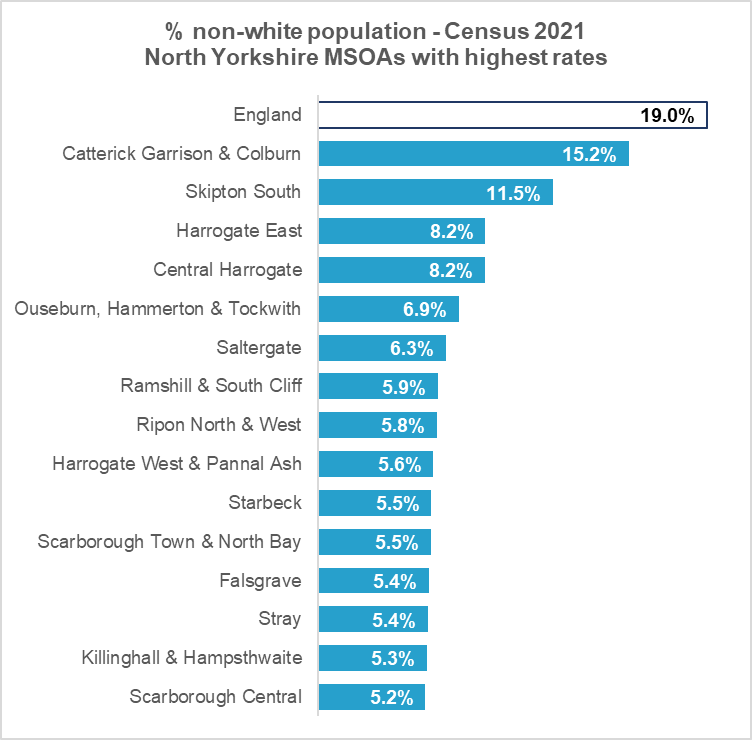 % non-white population - Census 2021
North Yorkshire MSOAs with highest rates
England 19.0%
Catterick Garrison & Colburn 15.2%
Skipton South 11.5%
Harrogate East 8.2%
Central Harrogate 8.2%
Ouseburn, Hammerton & Tockwith 6.9%
Saltergate 6.3%
Ramshill & South Cliff 5.9%
Ripon North & West 5.8%
Harrogate West & Pannal Ash 5.6%
Starbeck 5.5%
Scarborough Town & North Bay 5.5%
Falsgrave 5.4%
Stray 5.4%
Killinghall & Hampsthwaite 5.3%
Scarborough Central 5.2%